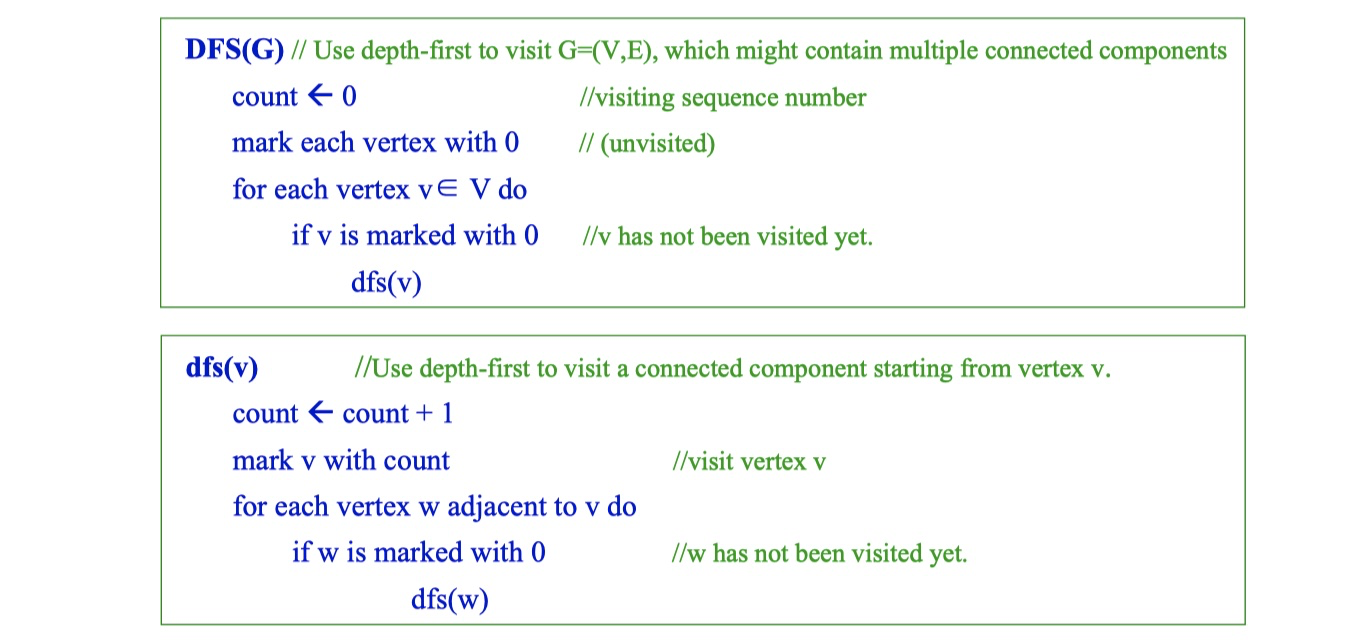 DFS(G) // Use depth-first to visit G=(V,E), which might contain multiple connected components
count ← 0 //visiting sequence number
mark each vertex with 0 // (unvisited)
for each vertex v∈ V do
if v is marked with 0 //v has not been visited yet.
dfs(v)
dfs(v) //Use depth-first to visit a connected component starting from vertex v.
count ← count + 1
mark v with count //visit vertex v
for each vertex w adjacent to v do
if w is marked with 0 //w has not been visited yet.
dfs(w)